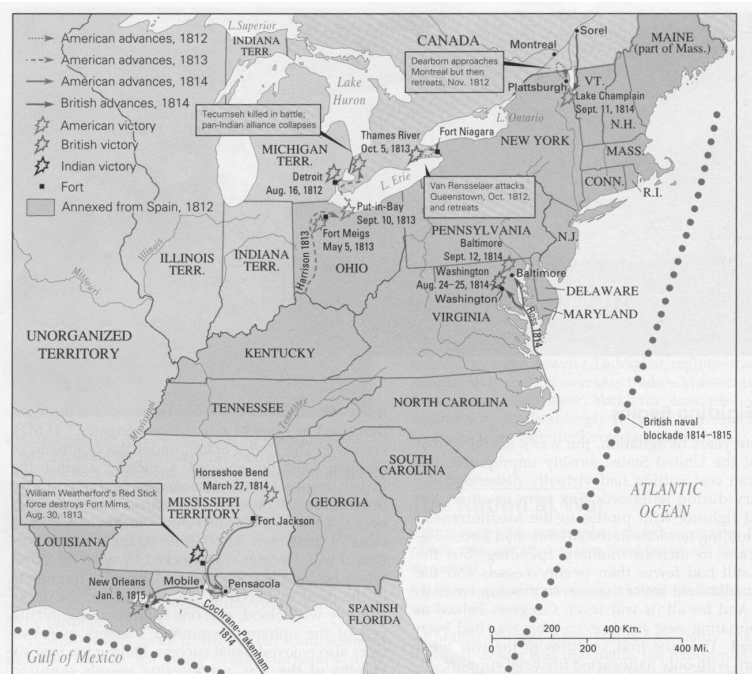 American advances, 1812
American advances, 1813
American advances, 1814
British advances, 1814
American victory
British victory
Indian victory
Fort
Annexed from Spain, 1812
L. Superior
INDIANA
TERR.
CANADA
Sorel
Montreal
MAINE
(part of Mass.)
Dearborn approaches
Montreal but then
retreats, Nov. 1812
Lake
Huron
Plattsburgh
VT.
Lake Champlain
Sept. 11, 1814
N.H.
Tecumseh killed in battle;
pan-Indian alliance collapses
L. Ontario
Thames River
Oct. 5, 1813
Fort Niagara
NEW YORK
MASS.
MICHIGAN
TERR.
CONN.
R.I.
Detroit
Aug. 16, 1812
L. Erie
Van Rensselaer attacks
Queenstown, Oct. 1812,
and retreats
Put-in-Bay
Sept. 10, 1813
Fort Meigs
May 5, 1813
PENNSYLVANIA
N.J.
Baltimore
Sept. 12, 1814
Illinois
ILLINOIS
TERR.
INDIANA
TERR.
Harrison 1813
OHIO
Missouri
Washington
Aug. 24–25, 1814
Baltimore
Washington
DELAWARE
MARYLAND
VIRGINIA
Ross 1814
UNORGANIZED
TERRITORY
KENTUCKY
TENNESSEE
Tennessee
NORTH CAROLINA
Mississippi
British naval
blockade 1814–1815
SOUTH
CAROLINA
Horseshoe Bend
March 27, 1814
ATLANTIC
OCEAN
William Weatherford's Red Stick
force destroys Fort Mims,
Aug. 30, 1813
MISSISSIPPI
TERRITORY
GEORGIA
Fort Jackson
LOUISIANA
New Orleans
Jan. 8, 1815
Mobile
Pensacola
SPANISH
FLORIDA
Cochrane-Pakenham
1814
Gulf of Mexico
0 200 400 Km.
0 200 400 Mi.